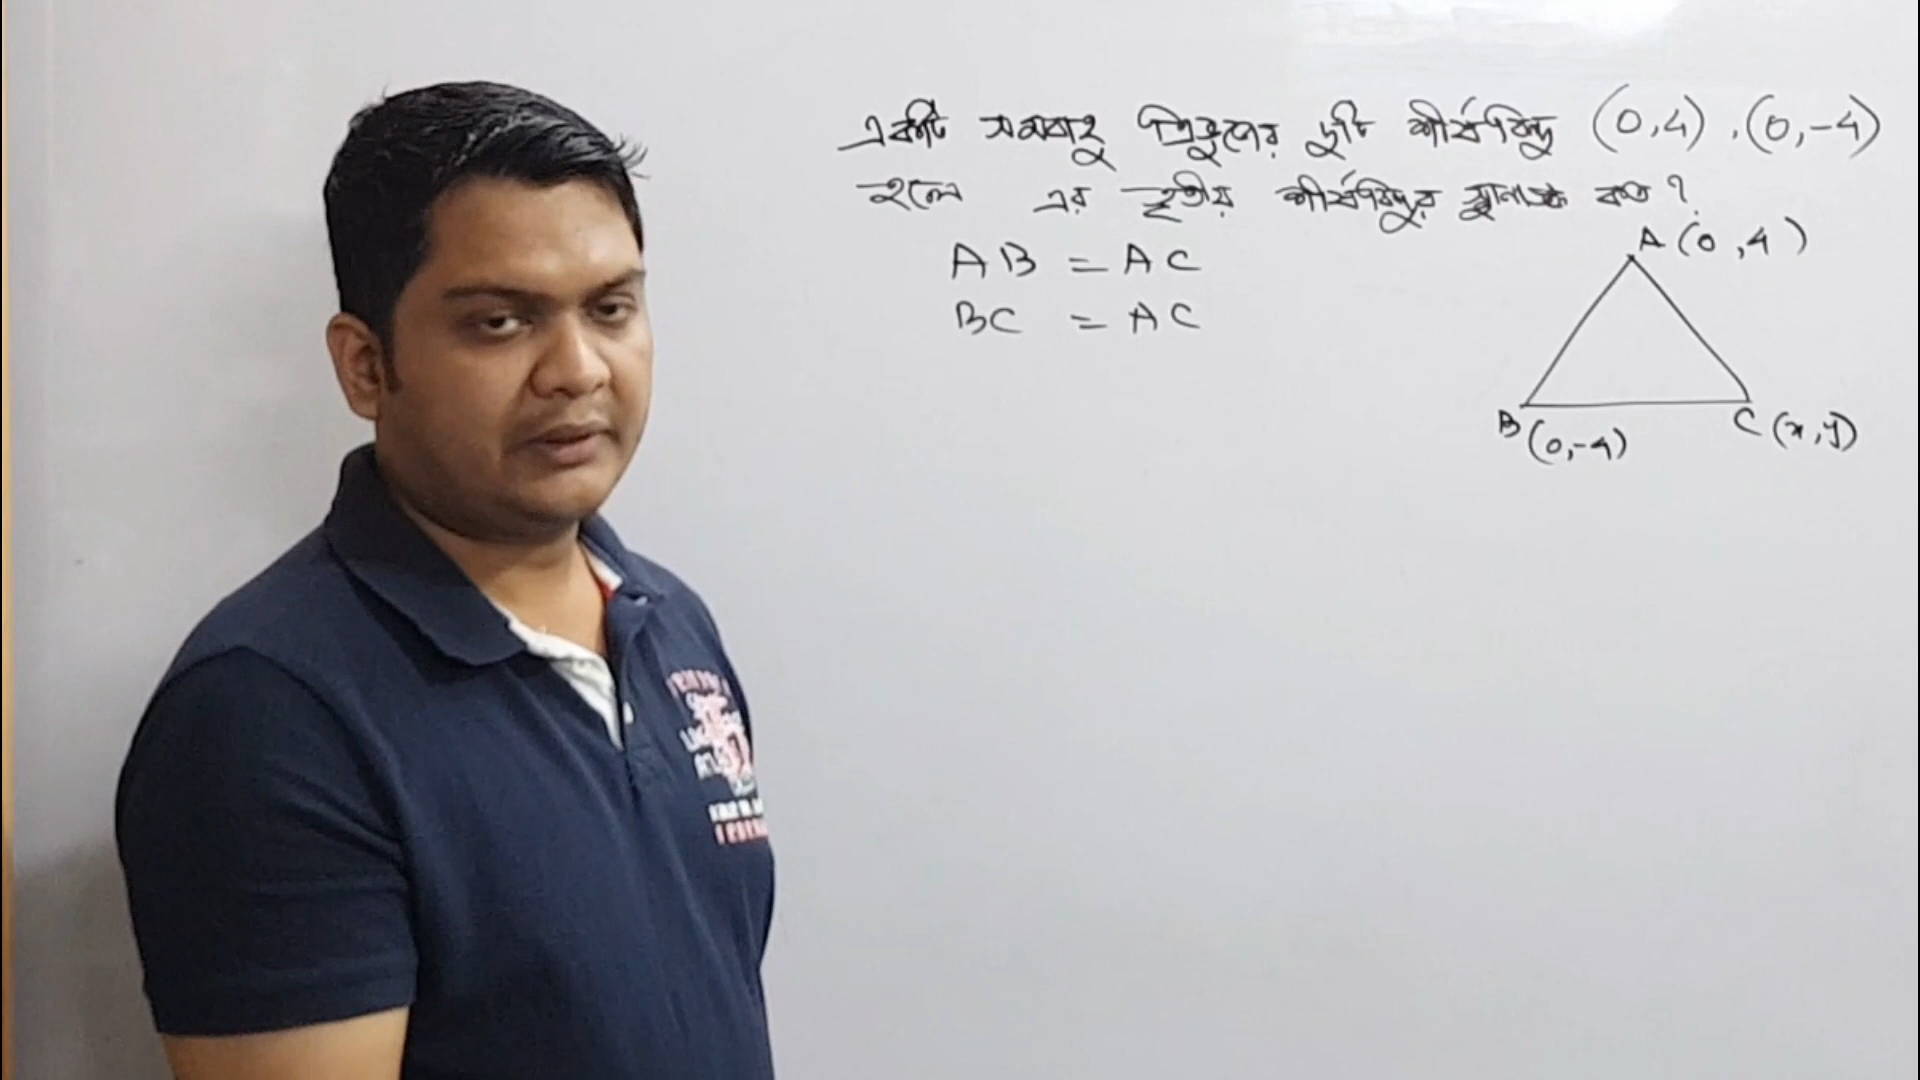 একটি সমবাহু ত্রিভুজের দুটি শীর্ষবিন্দু (0,4), (0,-4)
হলে এর তৃতীয় শীর্ষবিন্দুর স্থানাঙ্ক কত?
AB = AC
BC = AC
A(0,4)
B(0,-4)
C(x,y)